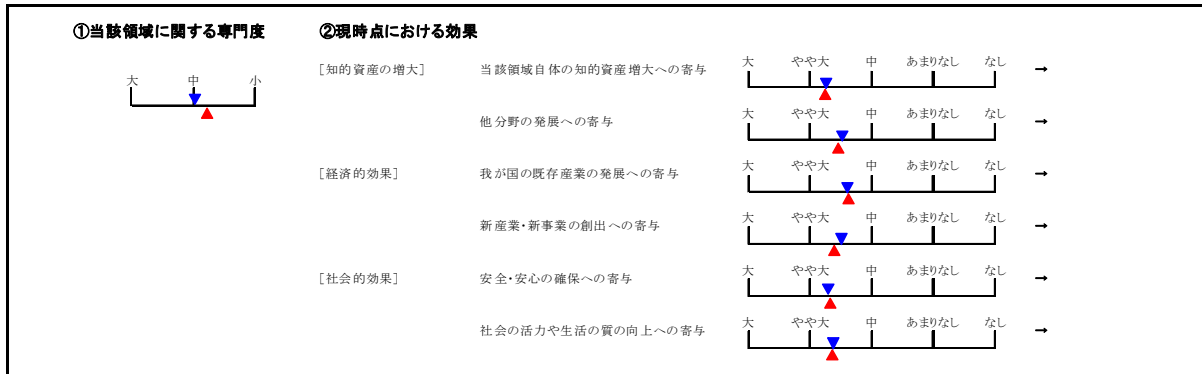 ①当該領域に関する専門度
②現時点における効果
大 中 小
[知的資産の増大] 当該領域自体の知的資産増大への寄与 大 やや大 中 あまりなし なし →
他分野の発展への寄与 大 やや大 中 あまりなし なし →
[経済的効果] 我が国の既存産業の発展への寄与 大 やや大 中 あまりなし なし →
新産業・新事業の創出への寄与 大 やや大 中 あまりなし なし →
[社会的効果] 安全・安心の確保への寄与 大 やや大 中 あまりなし なし →
社会の活力や生活の質の向上への寄与 大 やや大 中 あまりなし なし →